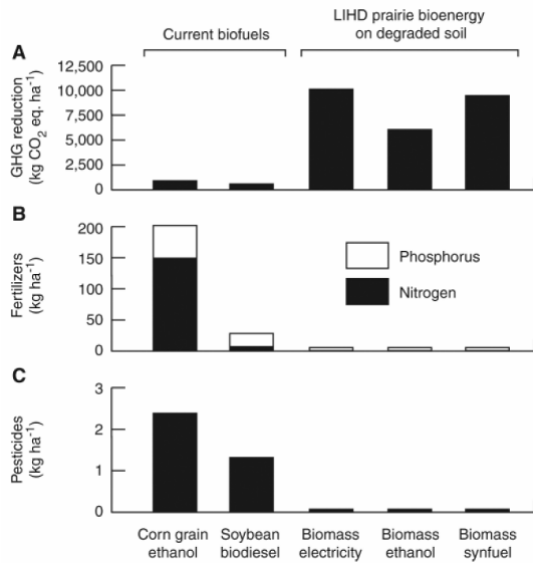 Current biofuels
LIHD prairie bioenergy
on degraded soil
A
GHG reduction
(kg CO₂ eq. ha⁻¹)
12,500
10,000
7,500
5,000
2,500
0
B
Fertilizers
(kg ha⁻¹)
200
150
100
50
0
Phosphorus
Nitrogen
C
Pesticides
(kg ha⁻¹)
3
2
1
0
Corn grain
ethanol
Soybean
biodiesel
Biomass
electricity
Biomass
ethanol
Biomass
synfuel